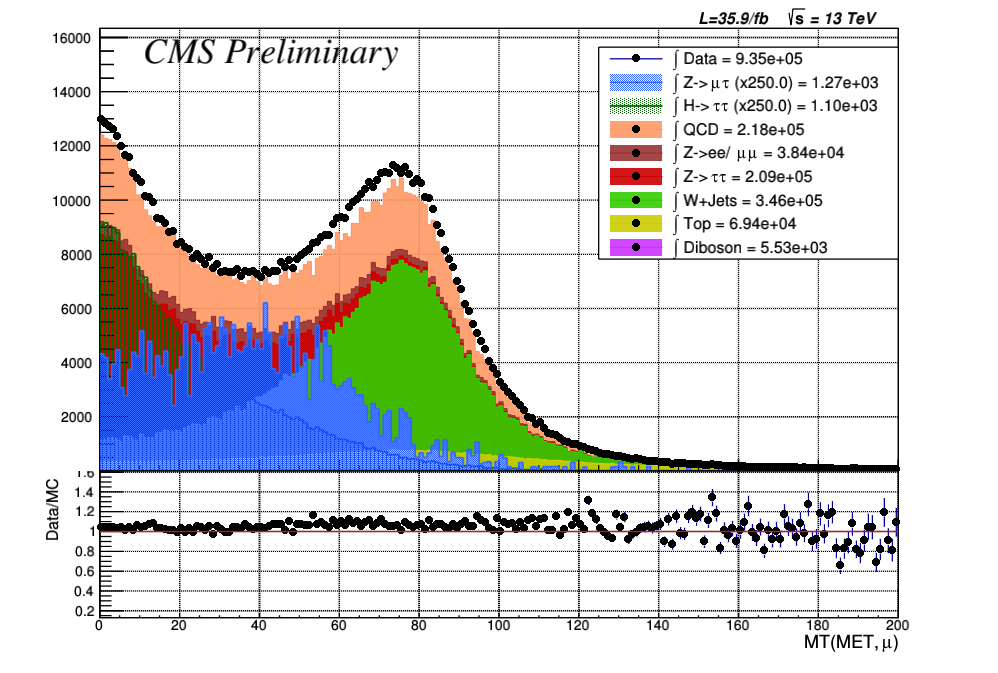 L=35.9/fb √s = 13 TeV
CMS Preliminary
∫ Data = 9.35e+05
∫ Z->μτ (x250.0) = 1.27e+03
∫ H->ττ (x250.0) = 1.10e+03
∫ QCD = 2.18e+05
∫ Z->ee/ μμ = 3.84e+04
∫ Z->ττ = 2.09e+05
∫ W+Jets = 3.46e+05
∫ Top = 6.94e+04
∫ Diboson = 5.53e+03
16000
14000
12000
10000
8000
6000
4000
2000
1.6
1.4
1.2
1
0.8
0.6
0.4
0.2
Data/MC
0 20 40 60 80 100 120 140 160 180 200
MT(MET, μ)